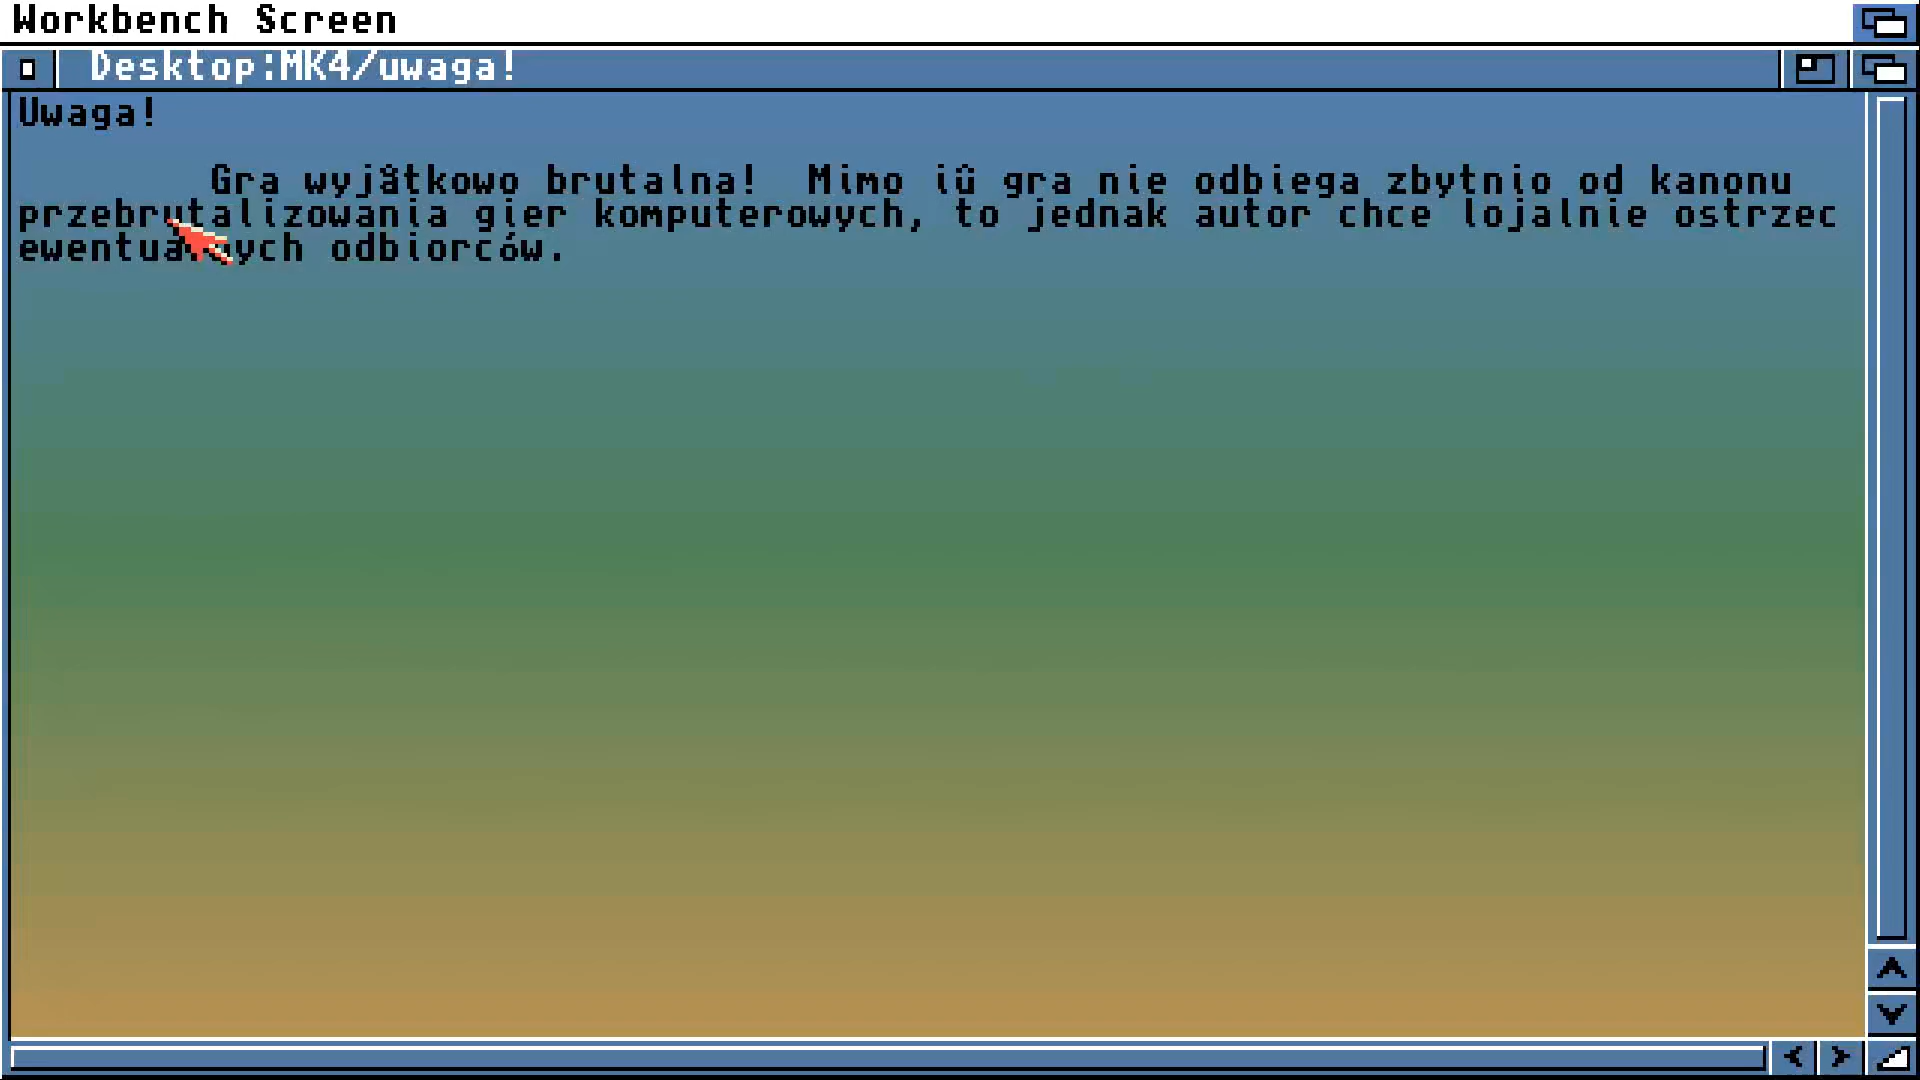 Workbench Screen
Desktop:MK4/uwaga!
Uwaga!
Gra wyjâtkowo brutalna! Mimo iû gra nie odbiega zbytnio od kanonu
przebrutalizowania gier komputerowych, to jednak autor chce lojalnie ostrzec
odbiorców.